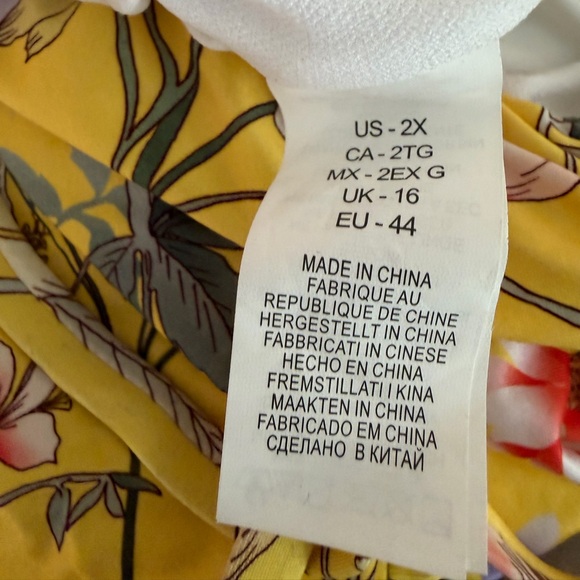 US - 2X
CA - 2TG
MX - 2EX G
UK - 16
EU - 44
MADE IN CHINA
FABRIQUE AU
REPUBLIQUE DE CHINE
HERGESTELLT IN CHINA
FABBRICATI IN CINESE
HECHO EN CHINA
FREMSTILLATI I KINA
MAAKTEN IN CHINA
FABRICADO EM CHINA
СДЕЛАНО В КИТАЙ